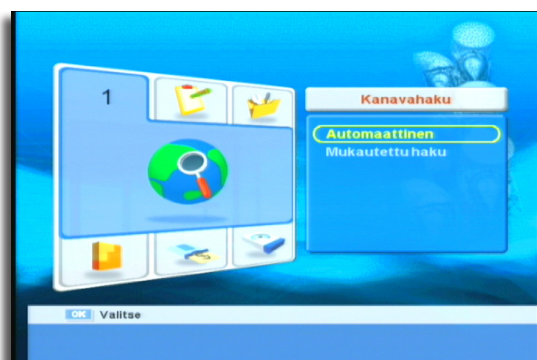 1
Kanavahaku
Automaattinen
Mukautettu haku
OK Valitse